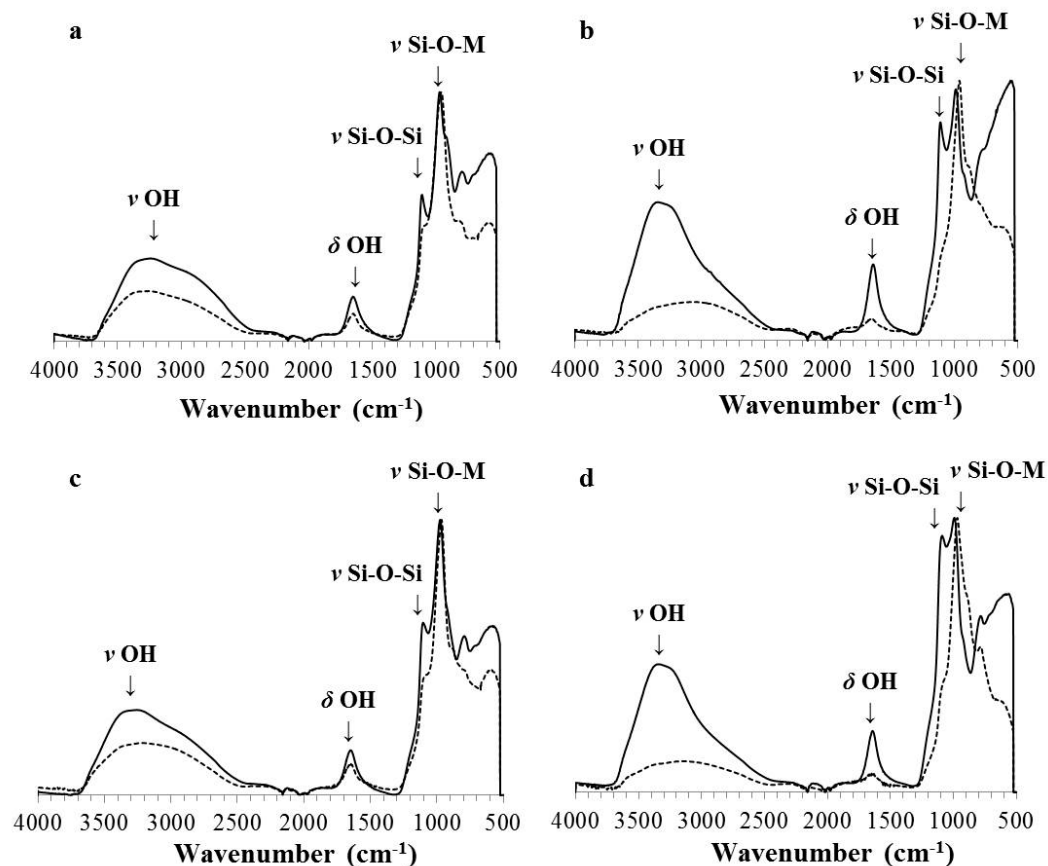 a
ν Si-O-M
ν Si-O-Si
ν OH
↓
δ OH
↓
4000 3500 3000 2500 2000 1500 1000 500
Wavenumber (cm-1)
b
ν Si-O-M
ν Si-O-Si
ν OH
δ OH
4000 3500 3000 2500 2000 1500 1000 500
Wavenumber (cm-1)
c
ν Si-O-M
ν Si-O-Si
ν OH
δ OH
4000 3500 3000 2500 2000 1500 1000 500
Wavenumber (cm-1)
d
ν Si-O-M
ν Si-O-Si
ν OH
δ OH
4000 3500 3000 2500 2000 1500 1000 500
Wavenumber (cm-1)